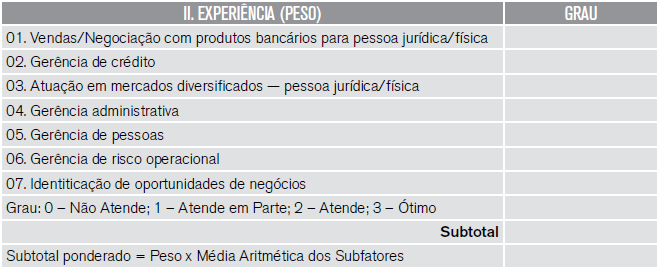 II. EXPERIÊNCIA (PESO) GRAU
01. Vendas/Negociação com produtos bancários para pessoa jurídica/física
02. Gerência de crédito
03. Atuação em mercados diversificados — pessoa jurídica/física
04. Gerência administrativa
05. Gerência de pessoas
06. Gerência de risco operacional
07. Identiticação de oportunidades de negócios
Grau: 0 – Não Atende; 1 – Atende em Parte; 2 – Atende; 3 – Ótimo
Subtotal
Subtotal ponderado = Peso x Média Aritmética dos Subfatores